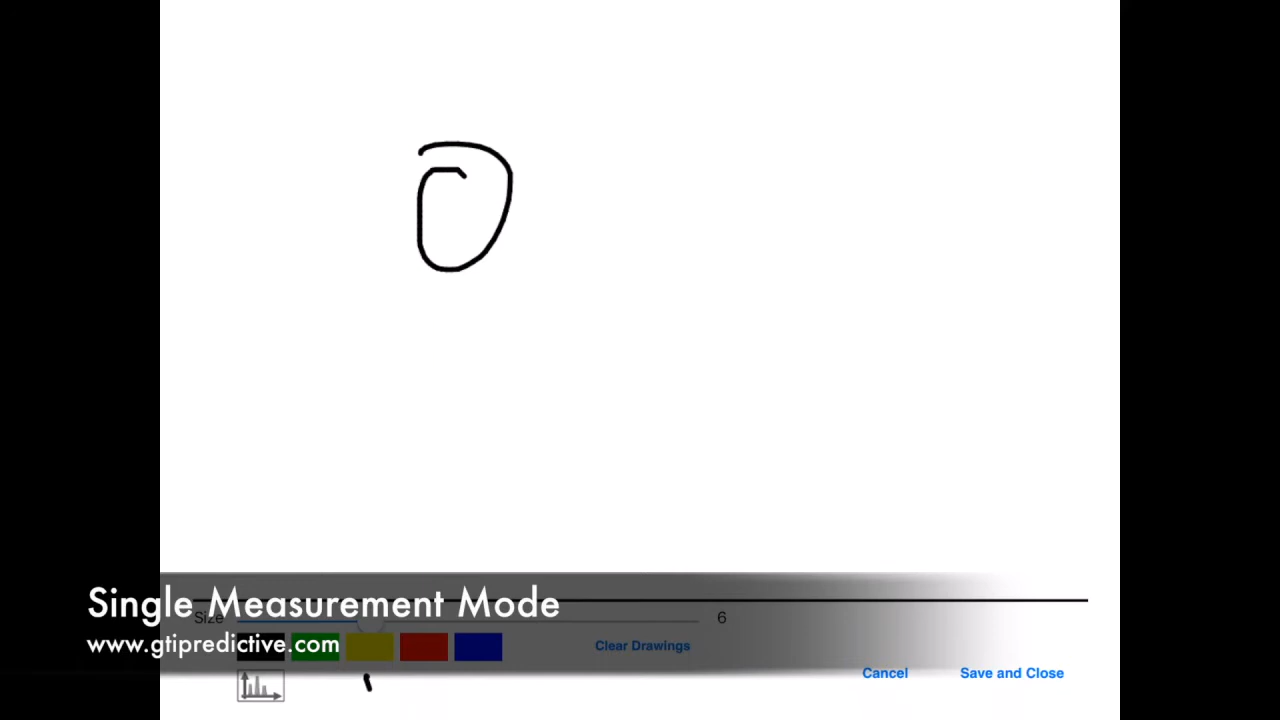 Single Measurement Mode
Size 6
www.gtipredictive.com
Clear Drawings
Cancel Save and Close